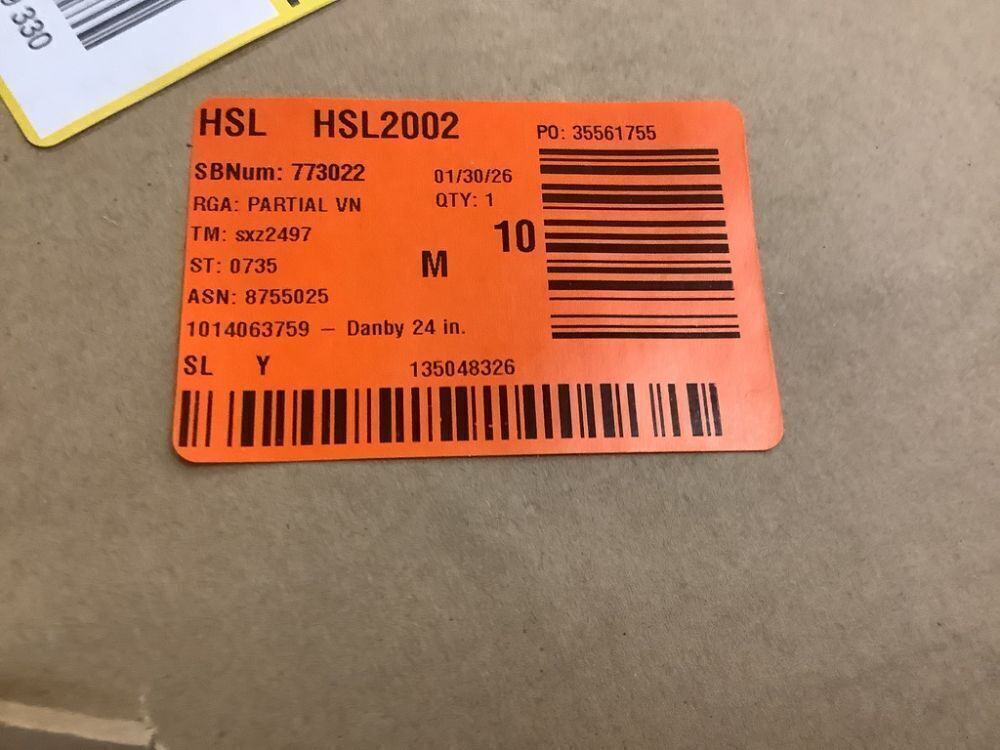 330
HSL HSL2002 PO: 35561755
SBNum: 773022 01/30/26
RGA: PARTIAL VN QTY: 1
TM: sxz2497 10
ST: 0735 M
ASN: 8755025
1014063759 – Danby 24 in.
SL Y 135048326